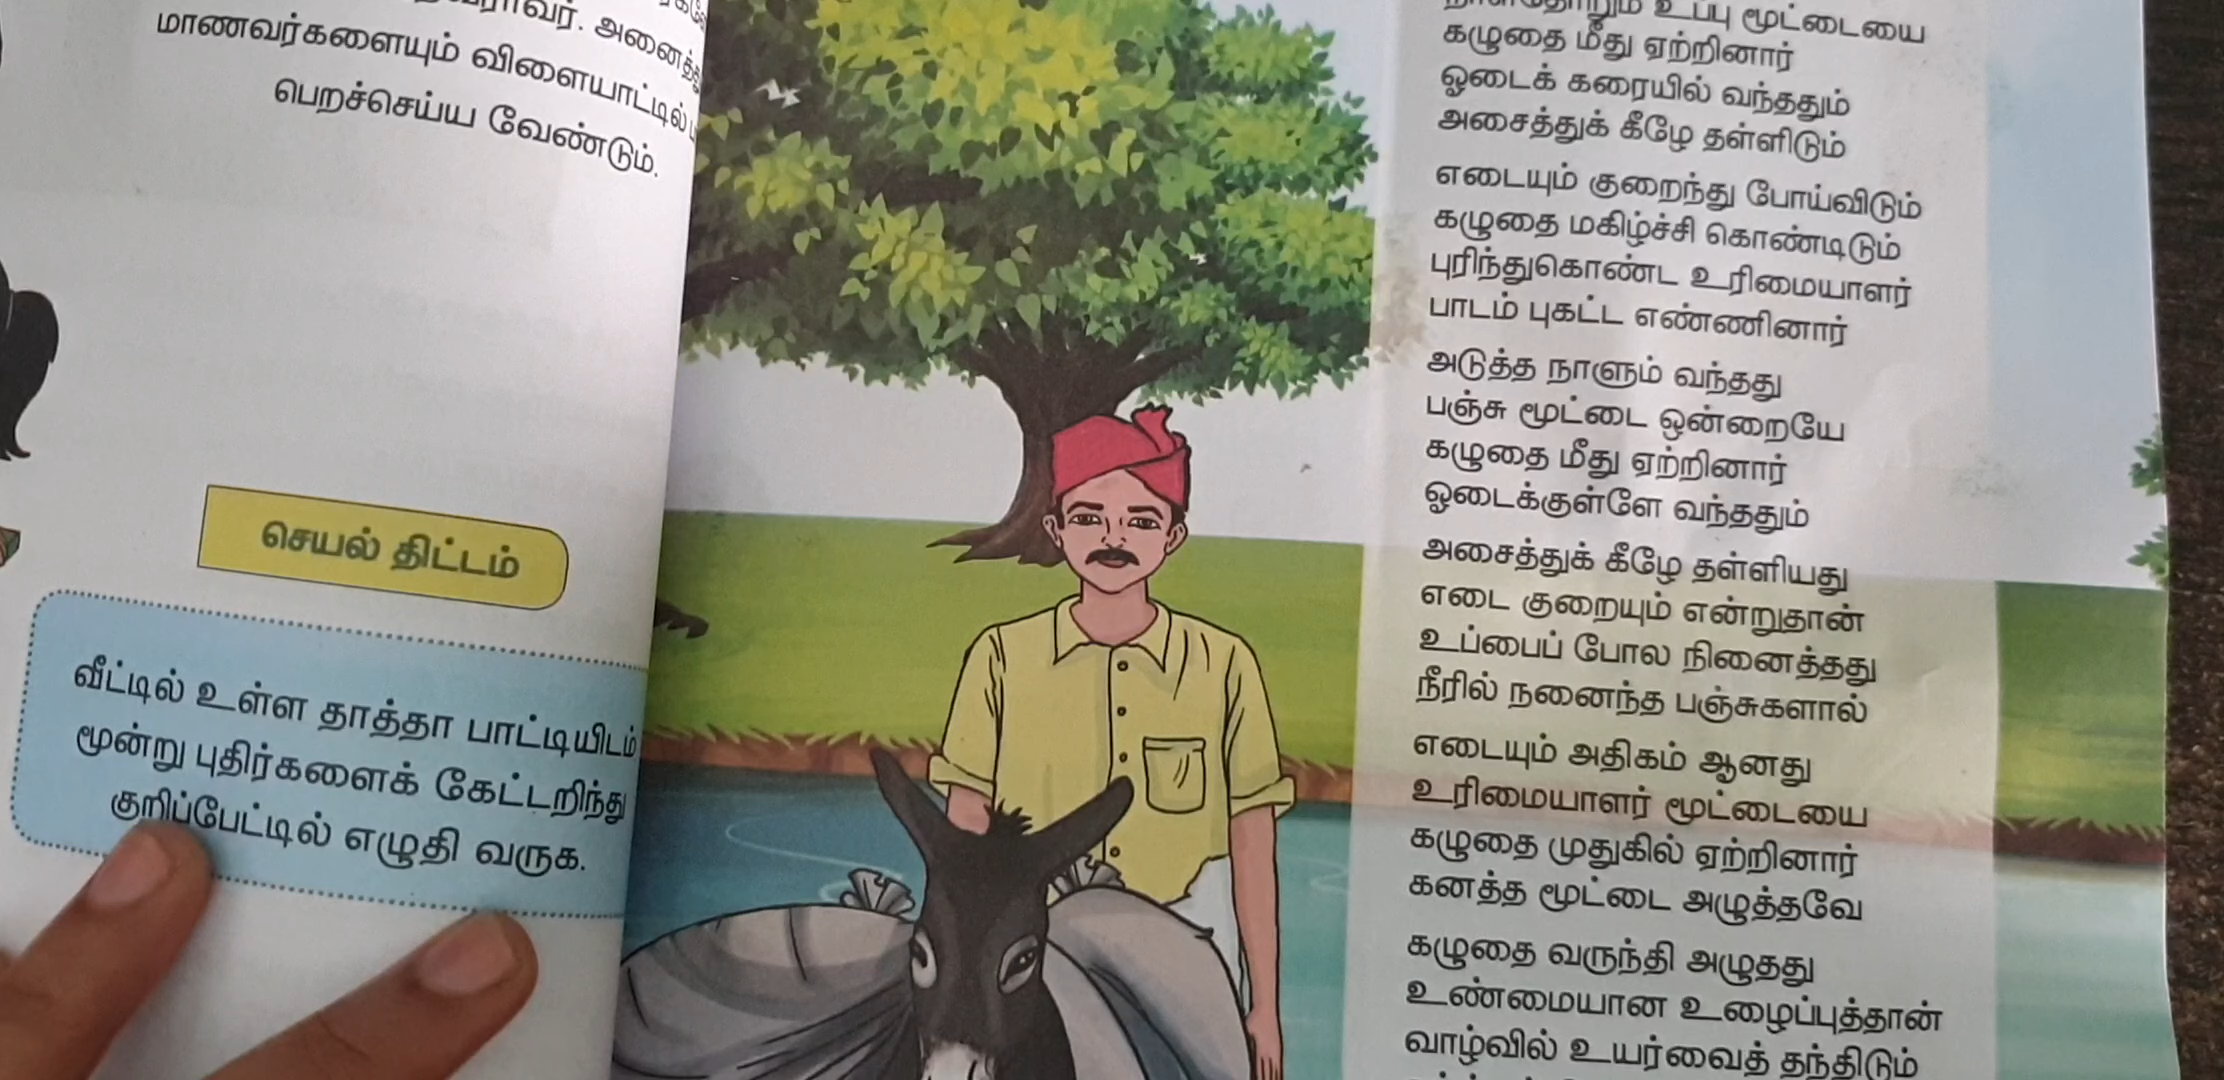 அனைத்து
மாணவர்களையும் விளையாட்டில்
பெறச்செய்ய வேண்டும்.
செயல் திட்டம்
வீட்டில் உள்ள தாத்தா பாட்டியிடம்
மூன்று புதிர்களைக் கேட்டறிந்து
குறிப்பேட்டில் எழுதி வருக.
உப்பு மூட்டையை
கழுதை மீது ஏற்றினார்
ஓடைக் கரையில் வந்ததும்
அசைத்துக் கீழே தள்ளிடும்
எடையும் குறைந்து போய்விடும்
கழுதை மகிழ்ச்சி கொண்டிடும்
புரிந்துகொண்ட உரிமையாளர்
பாடம் புகட்ட எண்ணினார்
அடுத்த நாளும் வந்தது
பஞ்சு மூட்டை ஒன்றையே
கழுதை மீது ஏற்றினார்
ஓடைக்குள்ளே வந்ததும்
அசைத்துக் கீழே தள்ளியது
எடை குறையும் என்றுதான்
உப்பைப் போல நினைத்தது
நீரில் நனைந்த பஞ்சுகளால்
எடையும் அதிகம் ஆனது
உரிமையாளர் மூட்டையை
கழுதை முதுகில் ஏற்றினார்
கனத்த மூட்டை அழுத்தவே
கழுதை வருந்தி அழுதது
உண்மையான உழைப்புத்தான்
வாழ்வில் உயர்வைத் தந்திடும்